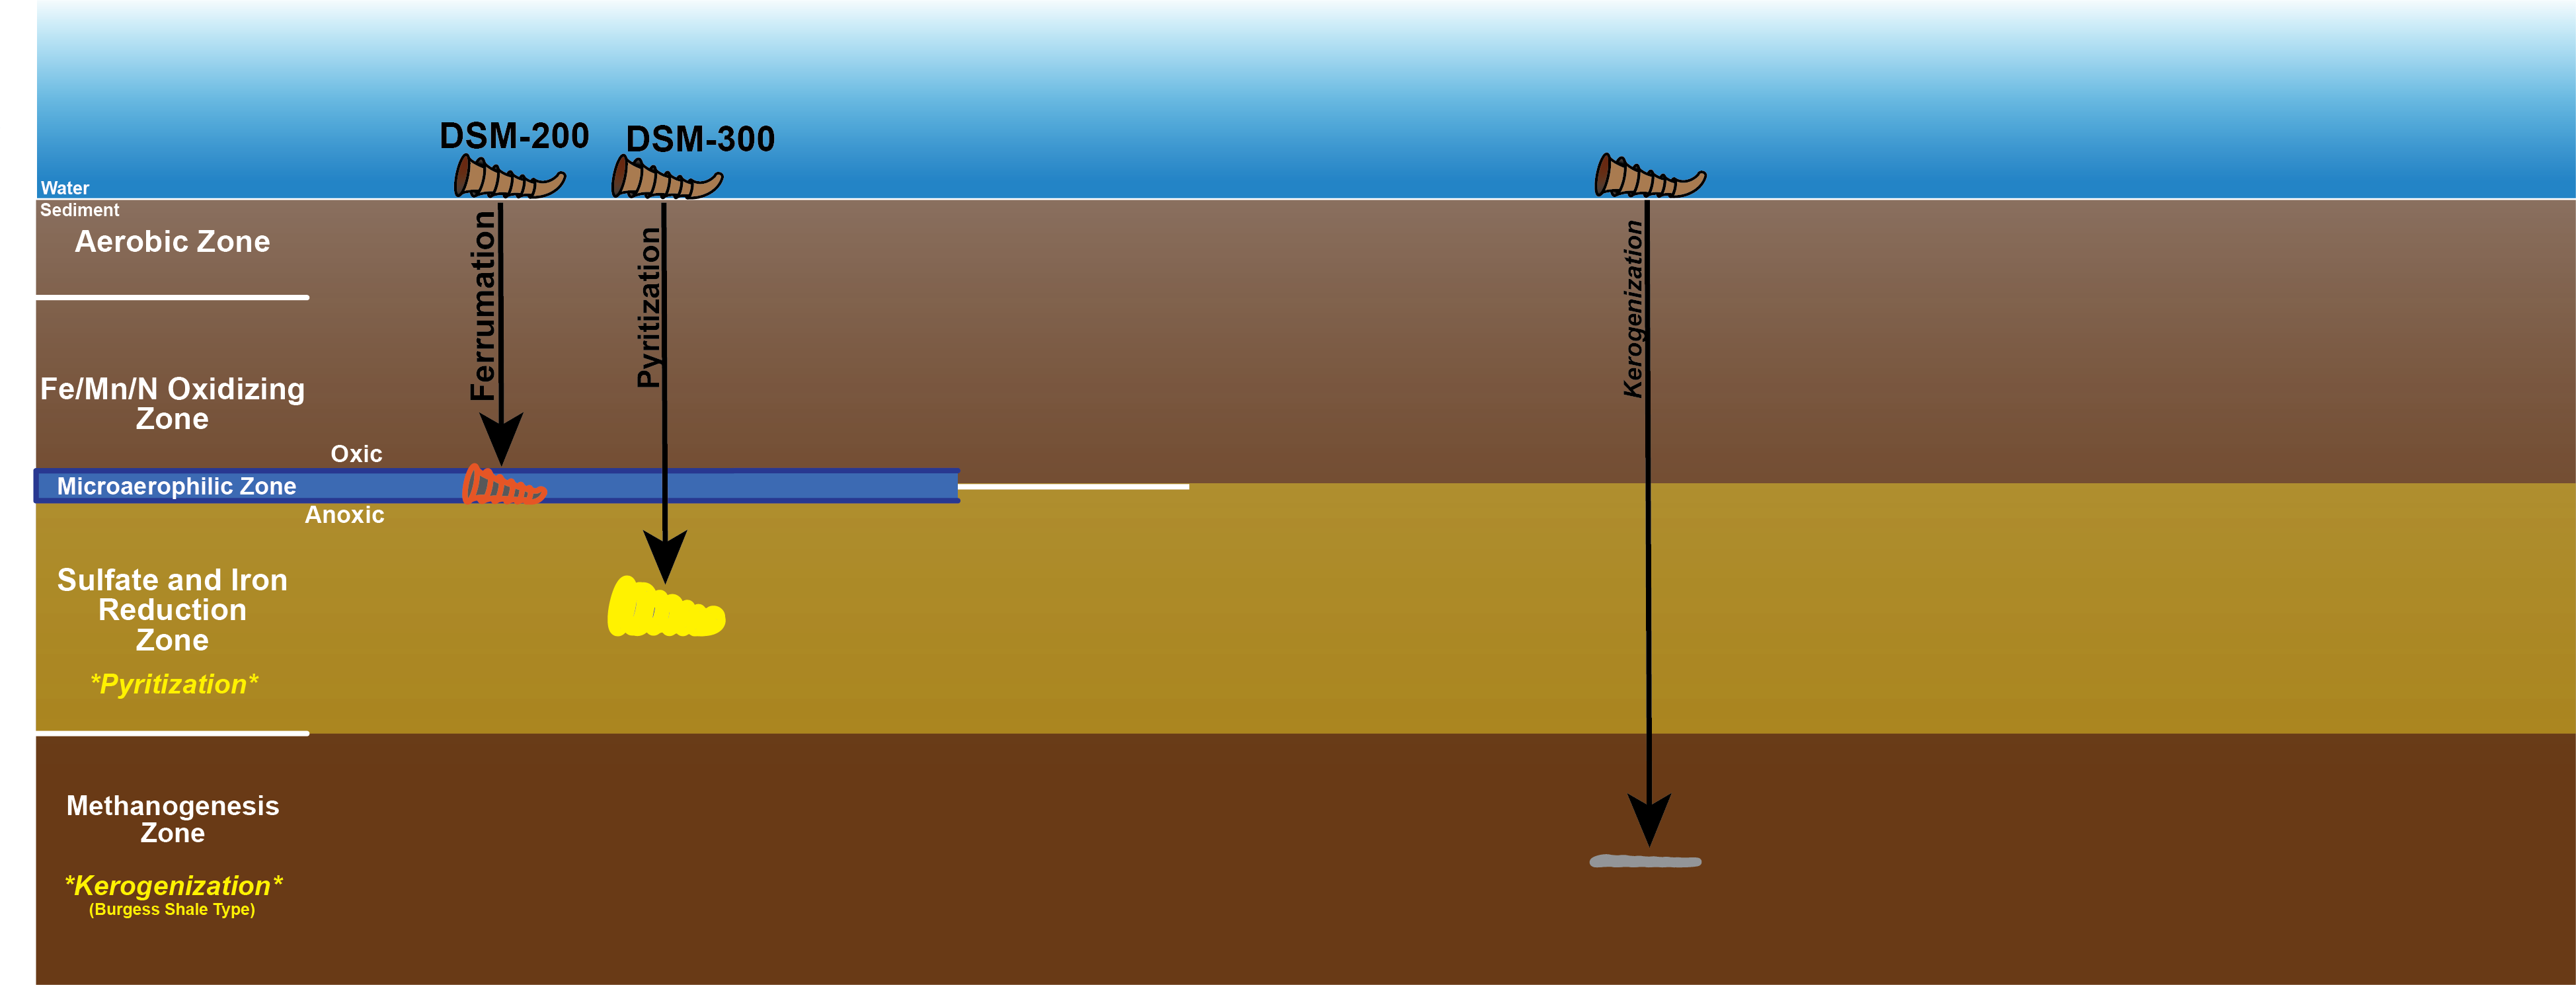 DSM-200
DSM-300
Water
Sediment
Aerobic Zone
Ferrumation
Pyritization
Kerogenization
Fe/Mn/N Oxidizing
Zone
Oxic
Microaerophilic Zone
Anoxic
Sulfate and Iron
Reduction
Zone
*Pyritization*
Methanogenesis
Zone
*Kerogenization*
(Burgess Shale Type)